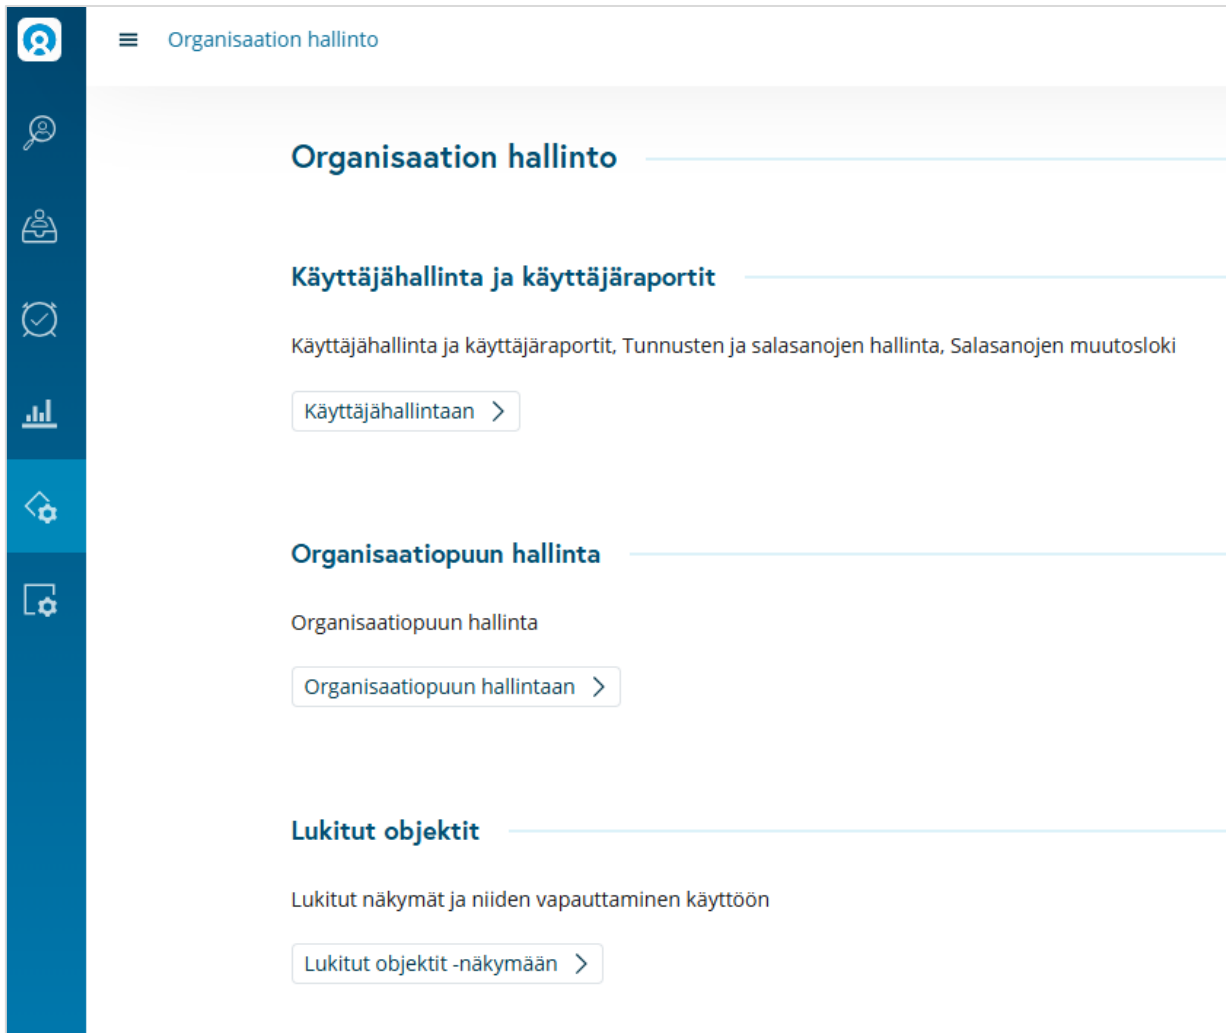 Organisaation hallinto
Organisaation hallinto
Käyttäjähallinta ja käyttäjäraportit
Käyttäjähallinta ja käyttäjäraportit, Tunnusten ja salasanojen hallinta, Salasanojen muutosloki
Käyttäjähallintaan
Organisaatiopuun hallinta
Organisaatiopuun hallinta
Organisaatiopuun hallintaan
Lukitut objektit
Lukitut näkymät ja niiden vapauttaminen käyttöön
Lukitut objektit -näkymään